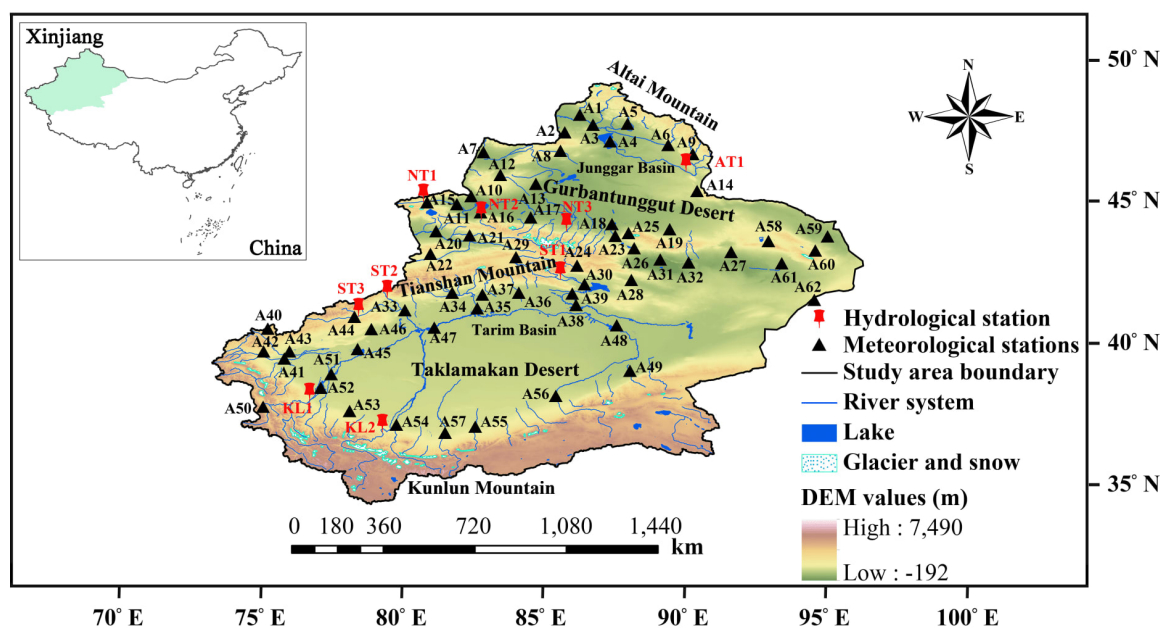 Xinjiang
China
Altai Mountain
A1
A5
A2
A3
A4
A6
A9
A7
A8
A12
Junggar Basin
AT1
A14
NT1
A10
A15
NT2
A13
Gurbantunggut Desert
A11
A16
A17
NT3
A18
A25
A19
A58
A59
A20
A21
A29
ST1
A24
A23
A26
A31
A32
A27
A61
A60
A22
Tianshan Mountain
A30
A28
A62
ST2
ST3
A33
A34
A37
A35
A36
A39
A38
A40
A44
A46
A47
Tarim Basin
A48
A42
A43
A41
A45
A51
A52
Taklamakan Desert
A49
A56
KL1
A50
A53
KL2
A54
A57
A55
Kunlun Mountain
N
W
E
S
Hydrological station
Meteorological stations
Study area boundary
River system
Lake
Glacier and snow
DEM values (m)
High : 7,490
Low : -192
0 180 360 720 1,080 1,440
km
50° N
45° N
40° N
35° N
70° E 75° E 80° E 85° E 90° E 95° E 100° E